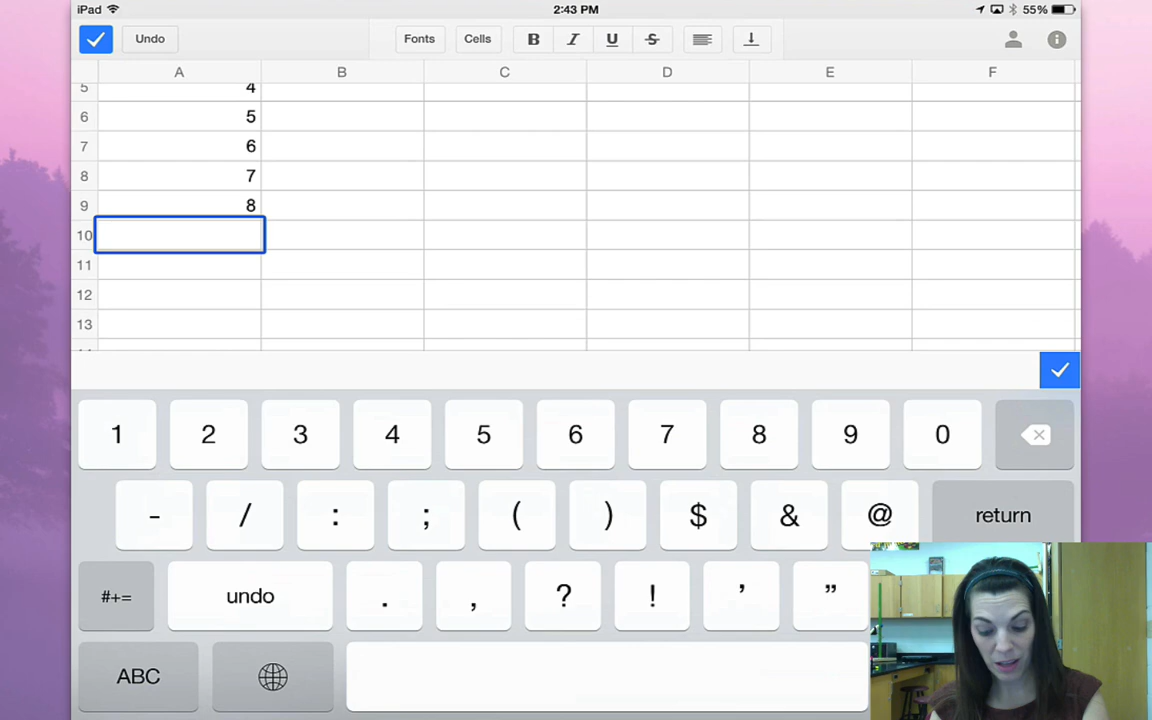 iPad 2:43 PM 55%
Undo Fonts Cells B I U S
A B C D E F
5 4
6 5
7 6
8 7
9 8
10
11
12
13
1 2 3 4 5 6 7 8 9 0
- / : ; ( ) $ & @ return
#+= undo . , ? ! ' "
ABC